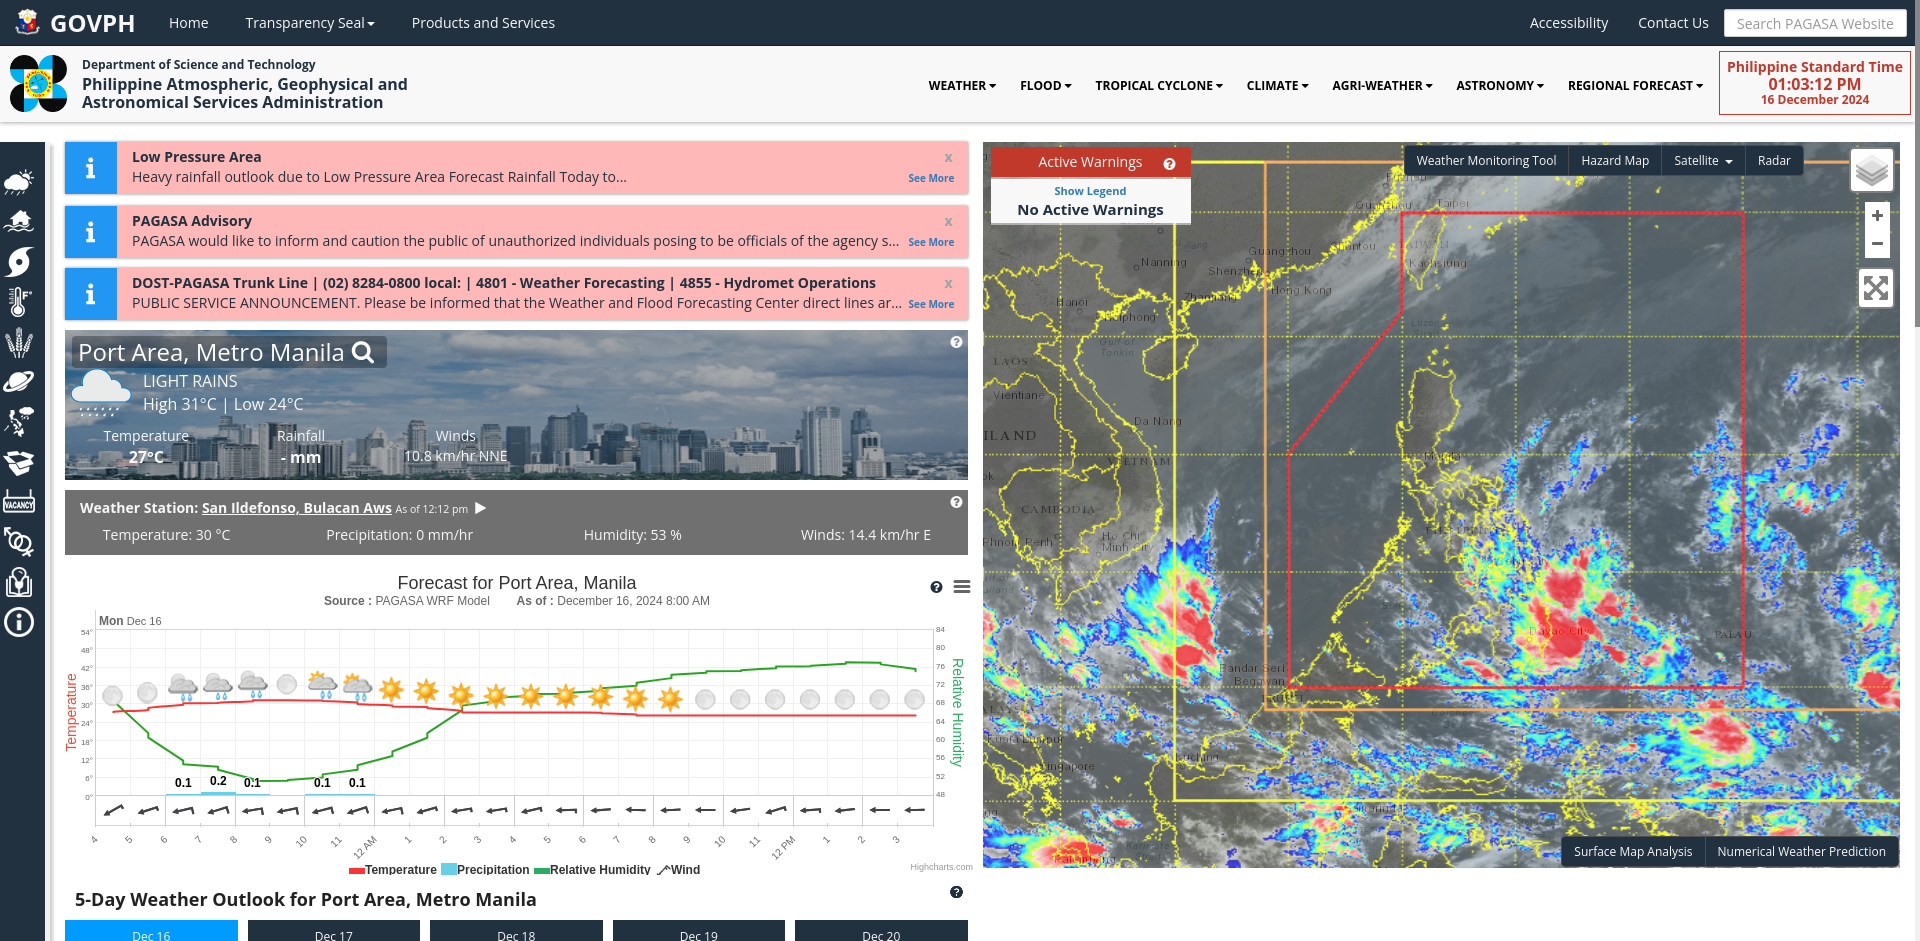 GOVPH
Home
Transparency Seal
Products and Services
Accessibility
Contact Us
Search PAGASA Website
Department of Science and Technology
Philippine Atmospheric, Geophysical and
Astronomical Services Administration
WEATHER
FLOOD
TROPICAL CYCLONE
CLIMATE
AGRI-WEATHER
ASTRONOMY
REGIONAL FORECAST
Philippine Standard Time
01:03:12 PM
16 December 2024
VACANCY
Low Pressure Area
x
Heavy rainfall outlook due to Low Pressure Area Forecast Rainfall Today to...
See More
PAGASA Advisory
x
PAGASA would like to inform and caution the public of unauthorized individuals posing to be officials of the agency s...
See More
DOST-PAGASA Trunk Line | (02) 8284-0800 local: | 4801 - Weather Forecasting | 4855 - Hydromet Operations
x
PUBLIC SERVICE ANNOUNCEMENT. Please be informed that the Weather and Flood Forecasting Center direct lines ar...
See More
Port Area, Metro Manila
LIGHT RAINS
High 31°C | Low 24°C
Temperature
27°C
Rainfall
- mm
Winds
10.8 km/hr NNE
Weather Station: San Ildefonso, Bulacan Aws As of 12:12 pm
Temperature: 30 °C
Precipitation: 0 mm/hr
Humidity: 53 %
Winds: 14.4 km/hr E
Forecast for Port Area, Manila
Source : PAGASA WRF Model As of : December 16, 2024 8:00 AM
Mon Dec 16
Temperature
54°
48°
42°
36°
30°
24°
18°
12°
6°
0°
84
80
76
72
68
64
60
56
52
48
Relative Humidity
0.1
0.2
0.1
0.1
0.1
4
5
6
7
8
9
10
11
12 AM
1
2
3
4
5
6
7
8
9
10
11
12 PM
1
2
3
Temperature
Precipitation
Relative Humidity
Wind
Highcharts.com
5-Day Weather Outlook for Port Area, Metro Manila
Dec 16
Dec 17
Dec 18
Dec 19
Dec 20
Active Warnings
Show Legend
No Active Warnings
Weather Monitoring Tool
Hazard Map
Satellite
Radar
+
−
Taipei
Guangzhou
Shantou
TAIWAN
Kaohsiung
Nanning
Shenzhen
Hong Kong
Zhanjiang
Hanoi
Haiphong
Gulf of
Tonkin
Luzon
LAOS
Vientiane
Da Nang
VIETNAM
Manila
CAMBODIA
Phnom Penh
Ho Chi
Minh City
Davao City
PALAU
Bandar Seri
Begawan
Kuala Lumpur
Singapore
Kuching
Palembang
Surface Map Analysis
Numerical Weather Prediction